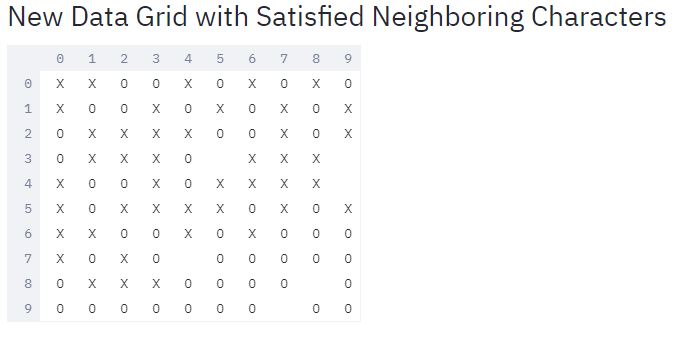 New Data Grid with Satisfied Neighboring Characters
0 1 2 3 4 5 6 7 8 9
0 X X O O X O X O X O
1 X O O X O X O X O X
2 O X X X X O O X O X
3 O X X X O X X X
4 X O O X O X X X X
5 X O X X X X O X O X
6 X X O O X O X O O O
7 X O X O O O O O O
8 O X X X O O O O O
9 O O O O O O O O O